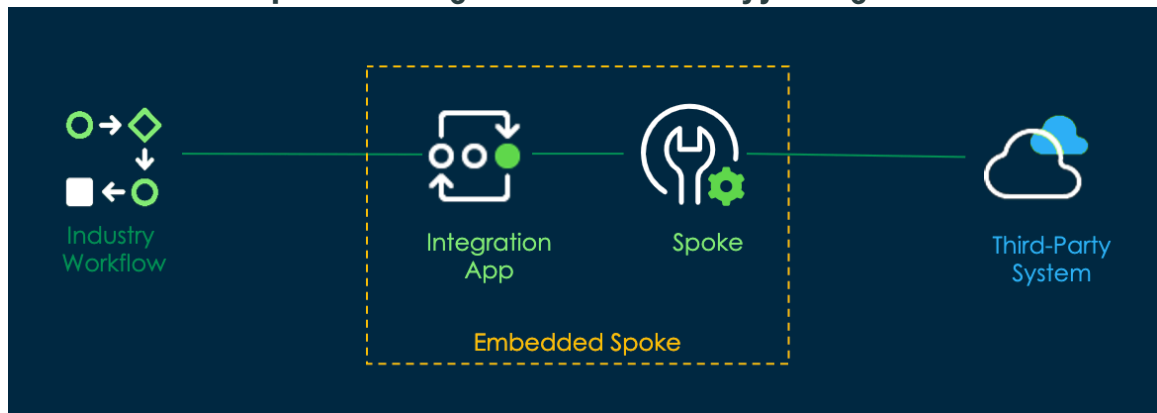 Industry
Workflow
Integration
App
Spoke
Third-Party
System
Embedded Spoke